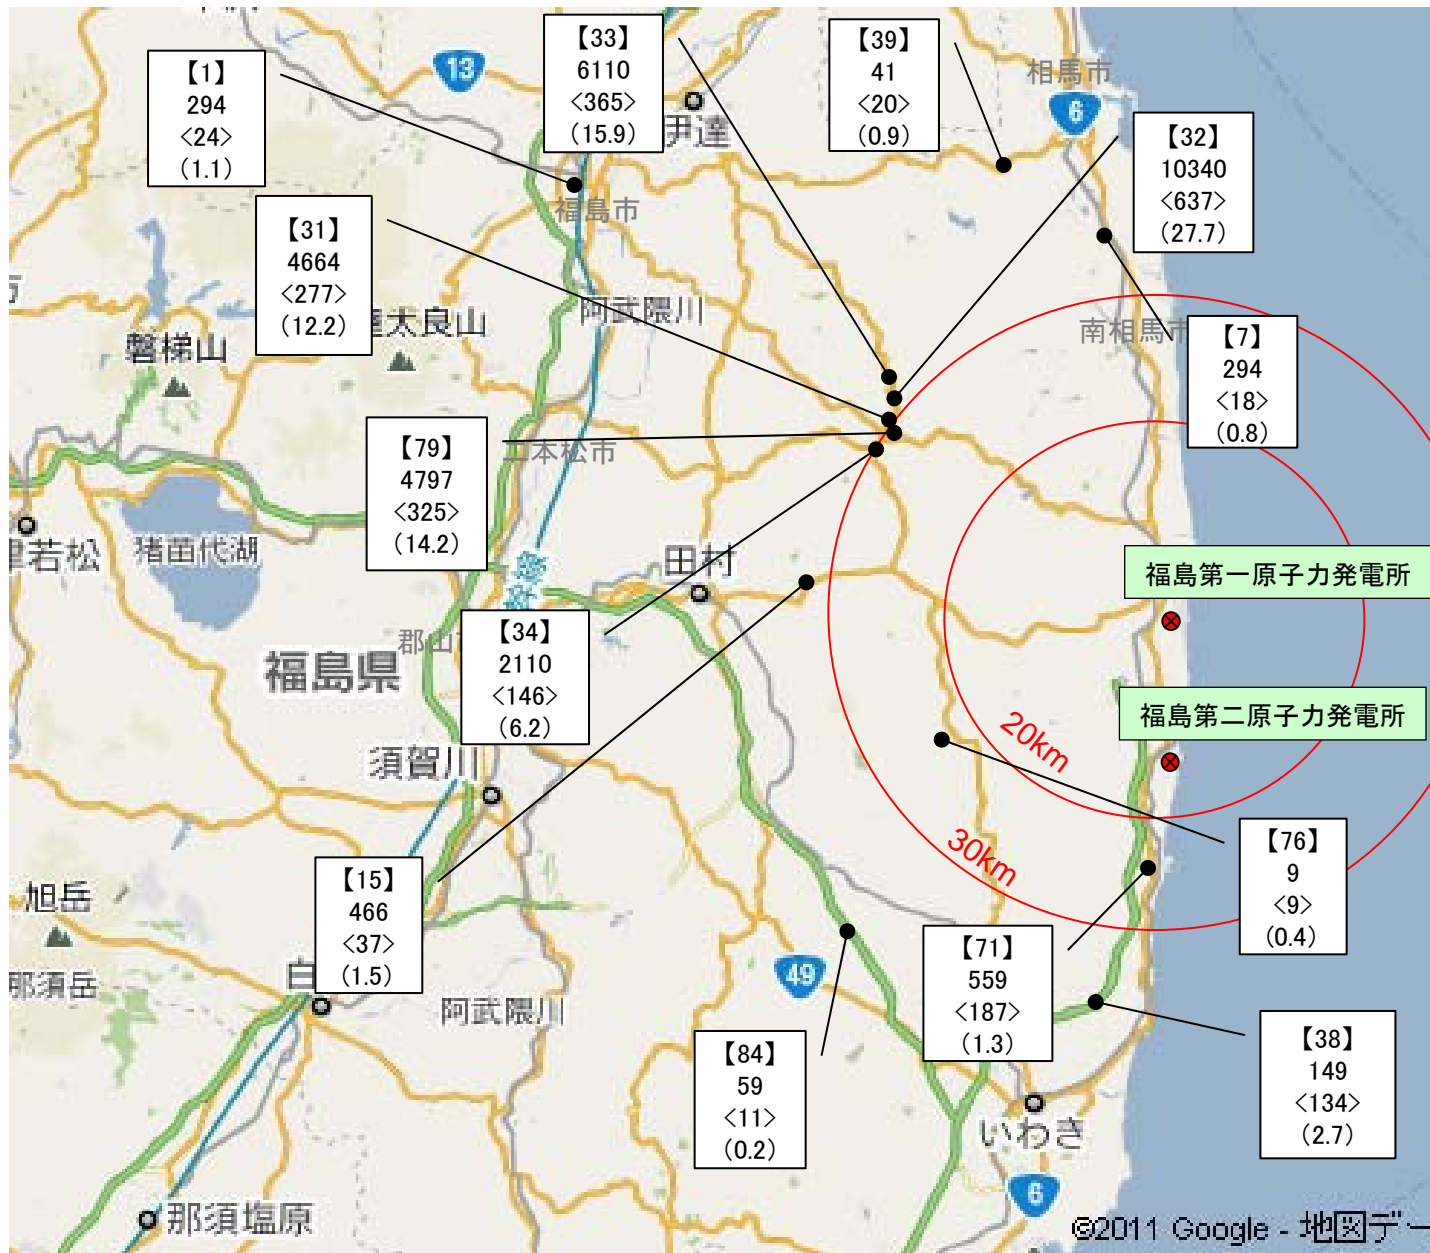 【33】
6110
<365>
(15.9)
【39】
41
<20>
(0.9)
相馬市
【1】
294
<24>
(1.1)
13
伊達
6
【32】
10340
<637>
(27.7)
福島市
【31】
4664
<277>
(12.2)
達太良山
阿武隈川
磐梯山
南相馬市
【7】
294
<18>
(0.8)
【79】
4797
<325>
(14.2)
二本松市
津若松
猪苗代湖
田村
福島第一原子力発電所
【34】
2110
<146>
(6.2)
郡山
福島県
福島第二原子力発電所
20km
須賀川
30km
【76】
9
<9>
(0.4)
【15】
466
<37>
(1.5)
旭岳
那須岳
白
阿武隈川
49
【71】
559
<187>
(1.3)
【84】
59
<11>
(0.2)
【38】
149
<134>
(2.7)
いわき
6
那須塩原
©2011 Google - 地図デー